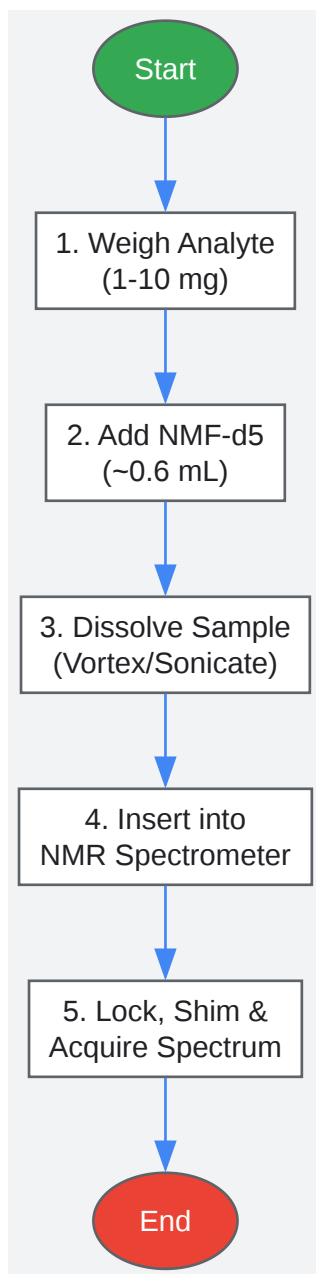 Start
1. Weigh Analyte
(1-10 mg)
2. Add NMF-d5
(~0.6 mL)
3. Dissolve Sample
(Vortex/Sonicate)
4. Insert into
NMR Spectrometer
5. Lock, Shim &
Acquire Spectrum
End